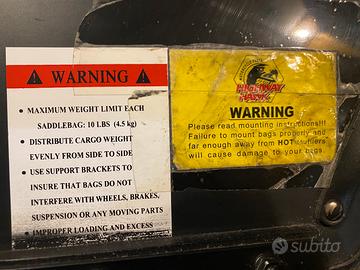 WARNING
• MAXIMUM WEIGHT LIMIT EACH
SADDLEBAG: 10 LBS (4.5 kg)
• DISTRIBUTE CARGO WEIGHT
EVENLY FROM SIDE TO SIDE
• USE SUPPORT BRACKETS TO
INSURE THAT BAGS DO NOT
INTERFERE WITH WHEELS, BRAKES,
SUSPENSION OR ANY MOVING PARTS
• IMPROPER LOADING AND EXCESS
HIGHWAY
HAWK
WARNING
Please read mounting instructions!!!
Failure to mount bags properly and
far enough away from HOT mufflers
will cause damage to your bags.
subito